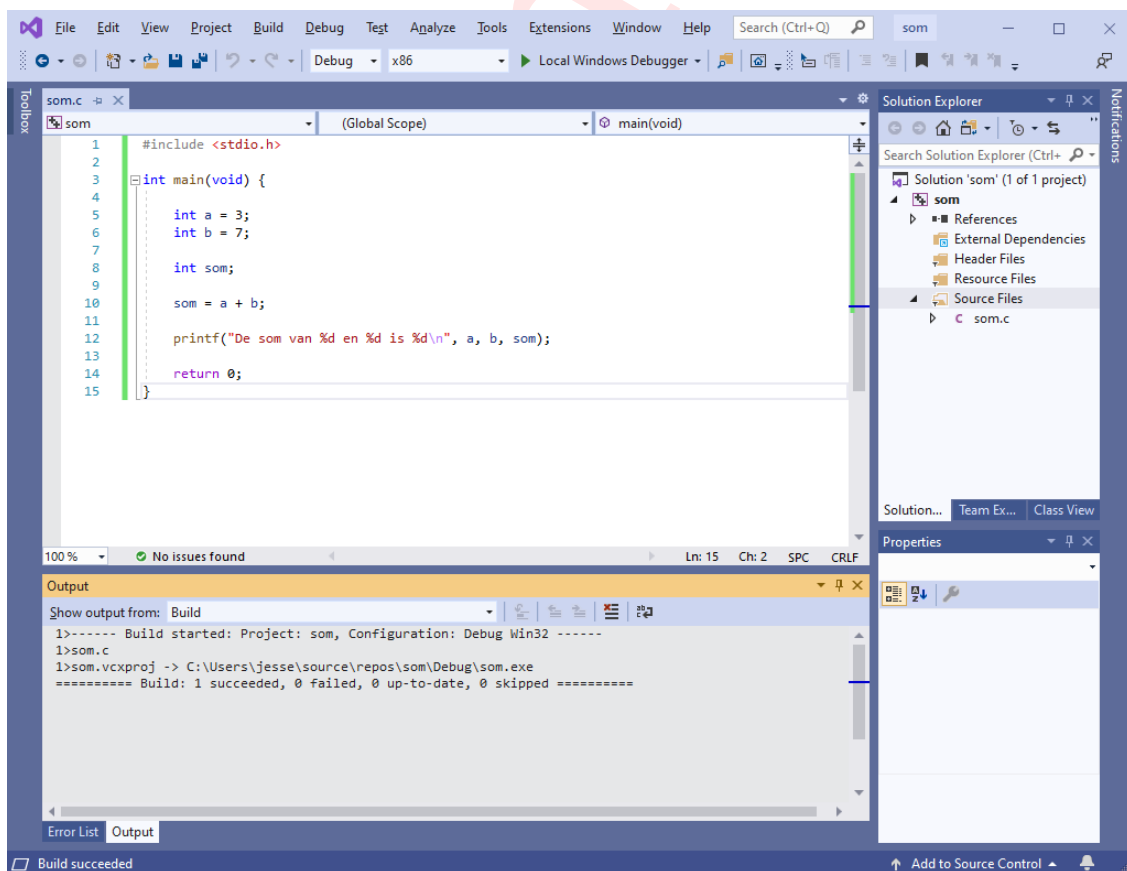 File Edit View Project Build Debug Test Analyze Tools Extensions Window Help Search (Ctrl+Q) som
Debug x86 Local Windows Debugger
Toolbox
som.c
som (Global Scope) main(void)
1 #include <stdio.h>
2
3 int main(void) {
4
5 int a = 3;
6 int b = 7;
7
8 int som;
9
10 som = a + b;
11
12 printf("De som van %d en %d is %d\n", a, b, som);
13
14 return 0;
15 }
100 % No issues found Ln: 15 Ch: 2 SPC CRLF
Output
Show output from: Build
1>------ Build started: Project: som, Configuration: Debug Win32 ------
1>som.c
1>som.vcxproj -> C:\Users\jesse\source\repos\som\Debug\som.exe
========== Build: 1 succeeded, 0 failed, 0 up-to-date, 0 skipped ==========
Error List Output
Solution Explorer
Search Solution Explorer (Ctrl+
Solution 'som' (1 of 1 project)
som
References
External Dependencies
Header Files
Resource Files
Source Files
C som.c
Solution... Team Ex... Class View
Properties
Notifications
Build succeeded Add to Source Control